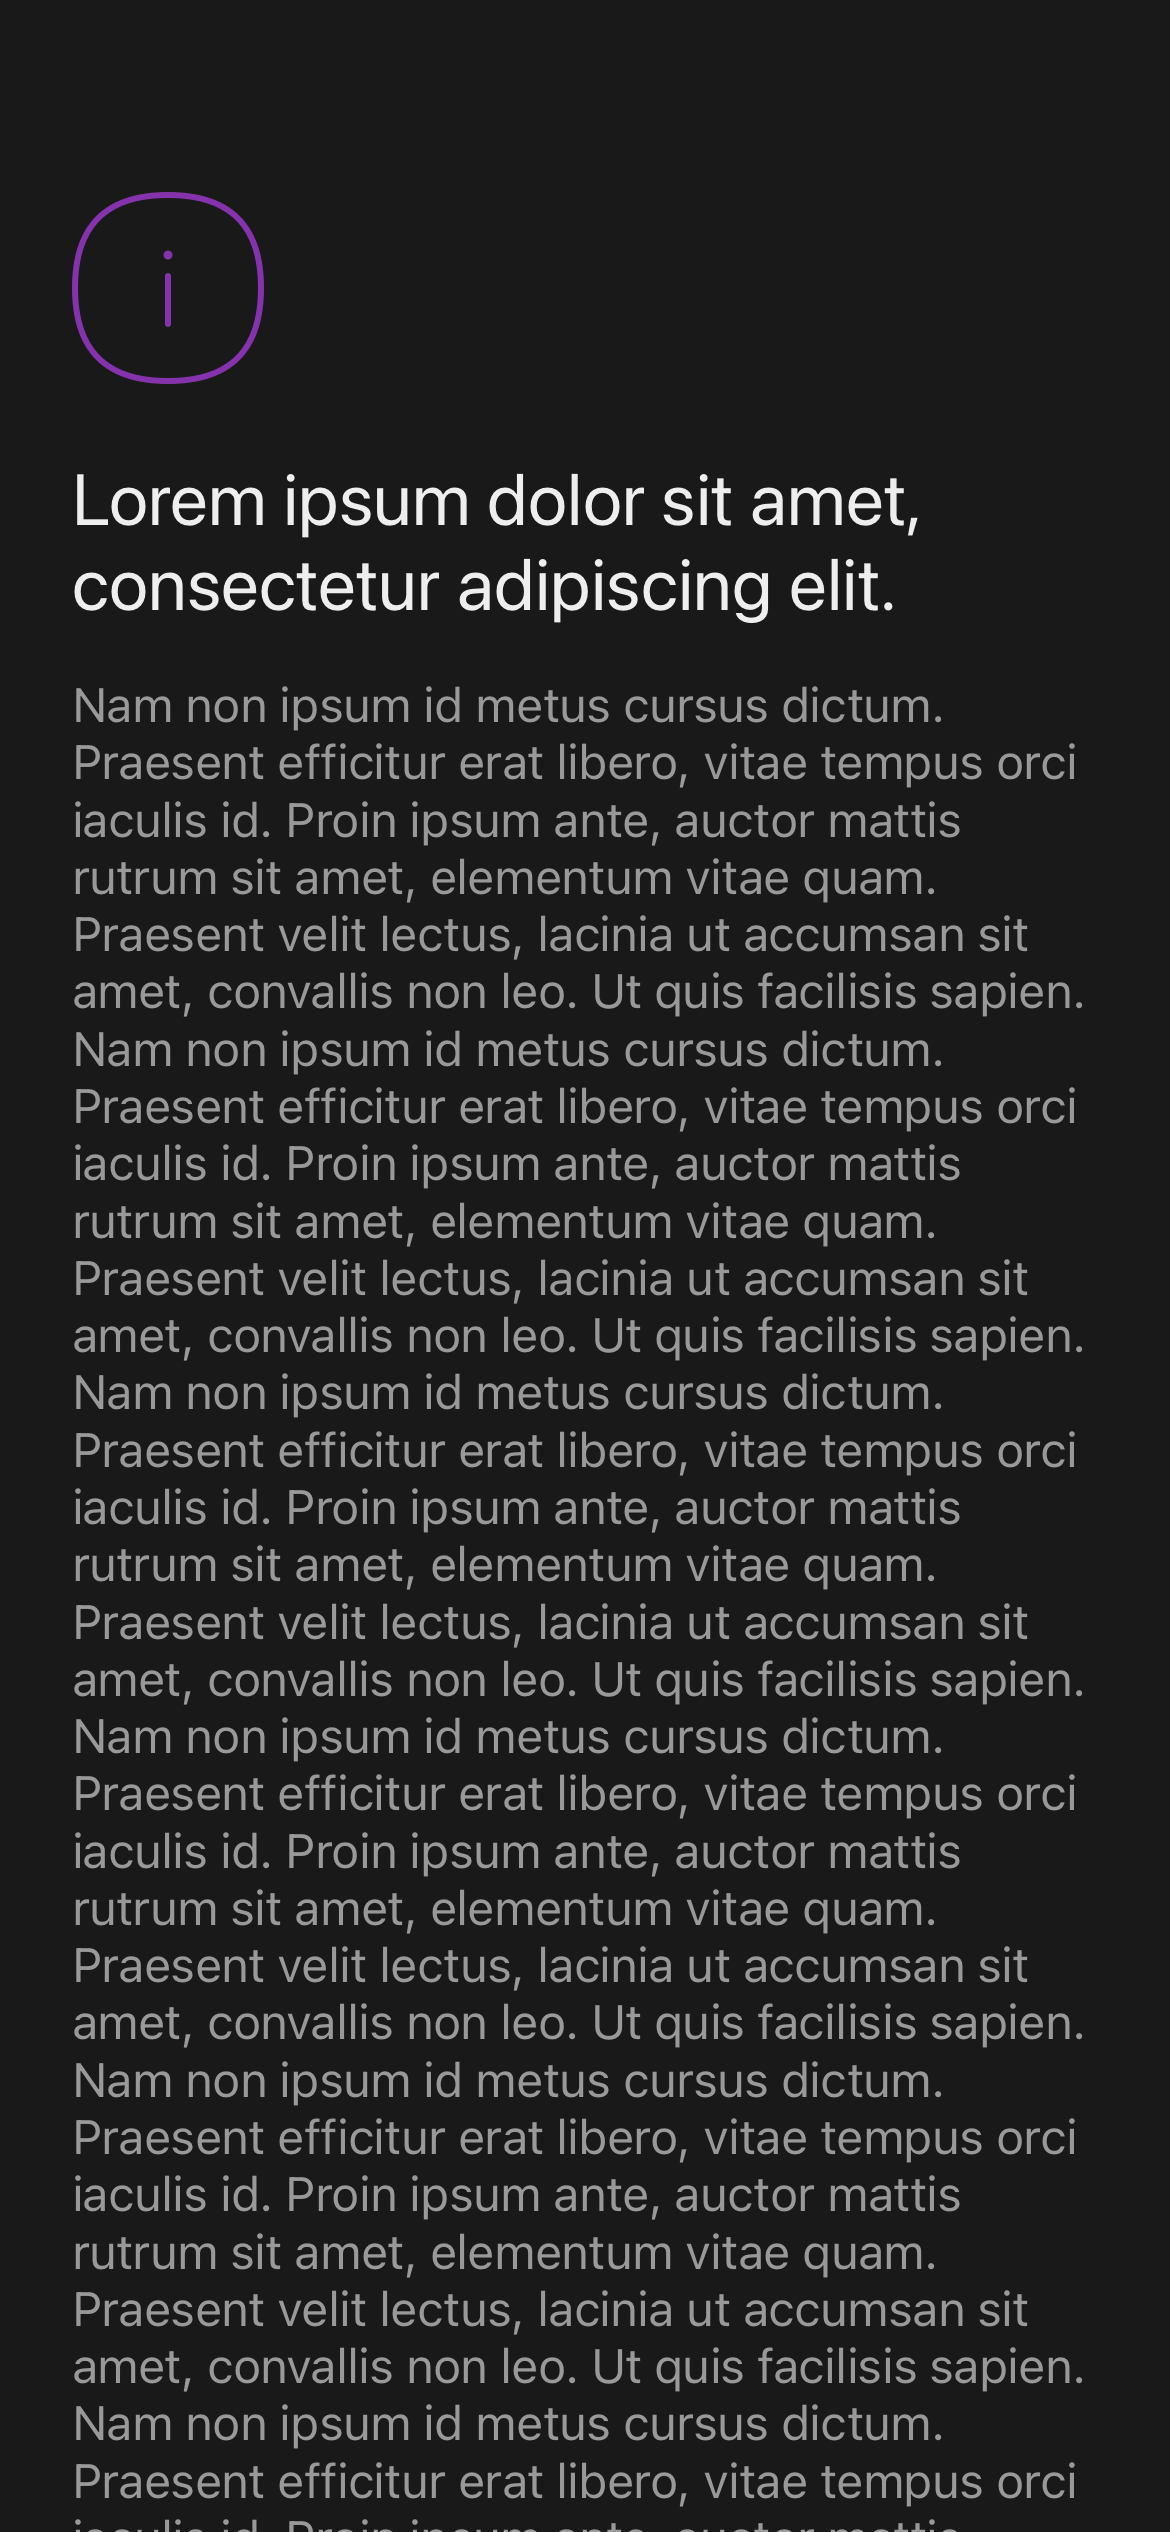 i
Lorem ipsum dolor sit amet,
consectetur adipiscing elit.
Nam non ipsum id metus cursus dictum.
Praesent efficitur erat libero, vitae tempus orci
iaculis id. Proin ipsum ante, auctor mattis
rutrum sit amet, elementum vitae quam.
Praesent velit lectus, lacinia ut accumsan sit
amet, convallis non leo. Ut quis facilisis sapien.
Nam non ipsum id metus cursus dictum.
Praesent efficitur erat libero, vitae tempus orci
iaculis id. Proin ipsum ante, auctor mattis
rutrum sit amet, elementum vitae quam.
Praesent velit lectus, lacinia ut accumsan sit
amet, convallis non leo. Ut quis facilisis sapien.
Nam non ipsum id metus cursus dictum.
Praesent efficitur erat libero, vitae tempus orci
iaculis id. Proin ipsum ante, auctor mattis
rutrum sit amet, elementum vitae quam.
Praesent velit lectus, lacinia ut accumsan sit
amet, convallis non leo. Ut quis facilisis sapien.
Nam non ipsum id metus cursus dictum.
Praesent efficitur erat libero, vitae tempus orci
iaculis id. Proin ipsum ante, auctor mattis
rutrum sit amet, elementum vitae quam.
Praesent velit lectus, lacinia ut accumsan sit
amet, convallis non leo. Ut quis facilisis sapien.
Nam non ipsum id metus cursus dictum.
Praesent efficitur erat libero, vitae tempus orci
iaculis id. Proin ipsum ante, auctor mattis
rutrum sit amet, elementum vitae quam.
Praesent velit lectus, lacinia ut accumsan sit
amet, convallis non leo. Ut quis facilisis sapien.
Nam non ipsum id metus cursus dictum.
Praesent efficitur erat libero, vitae tempus orci